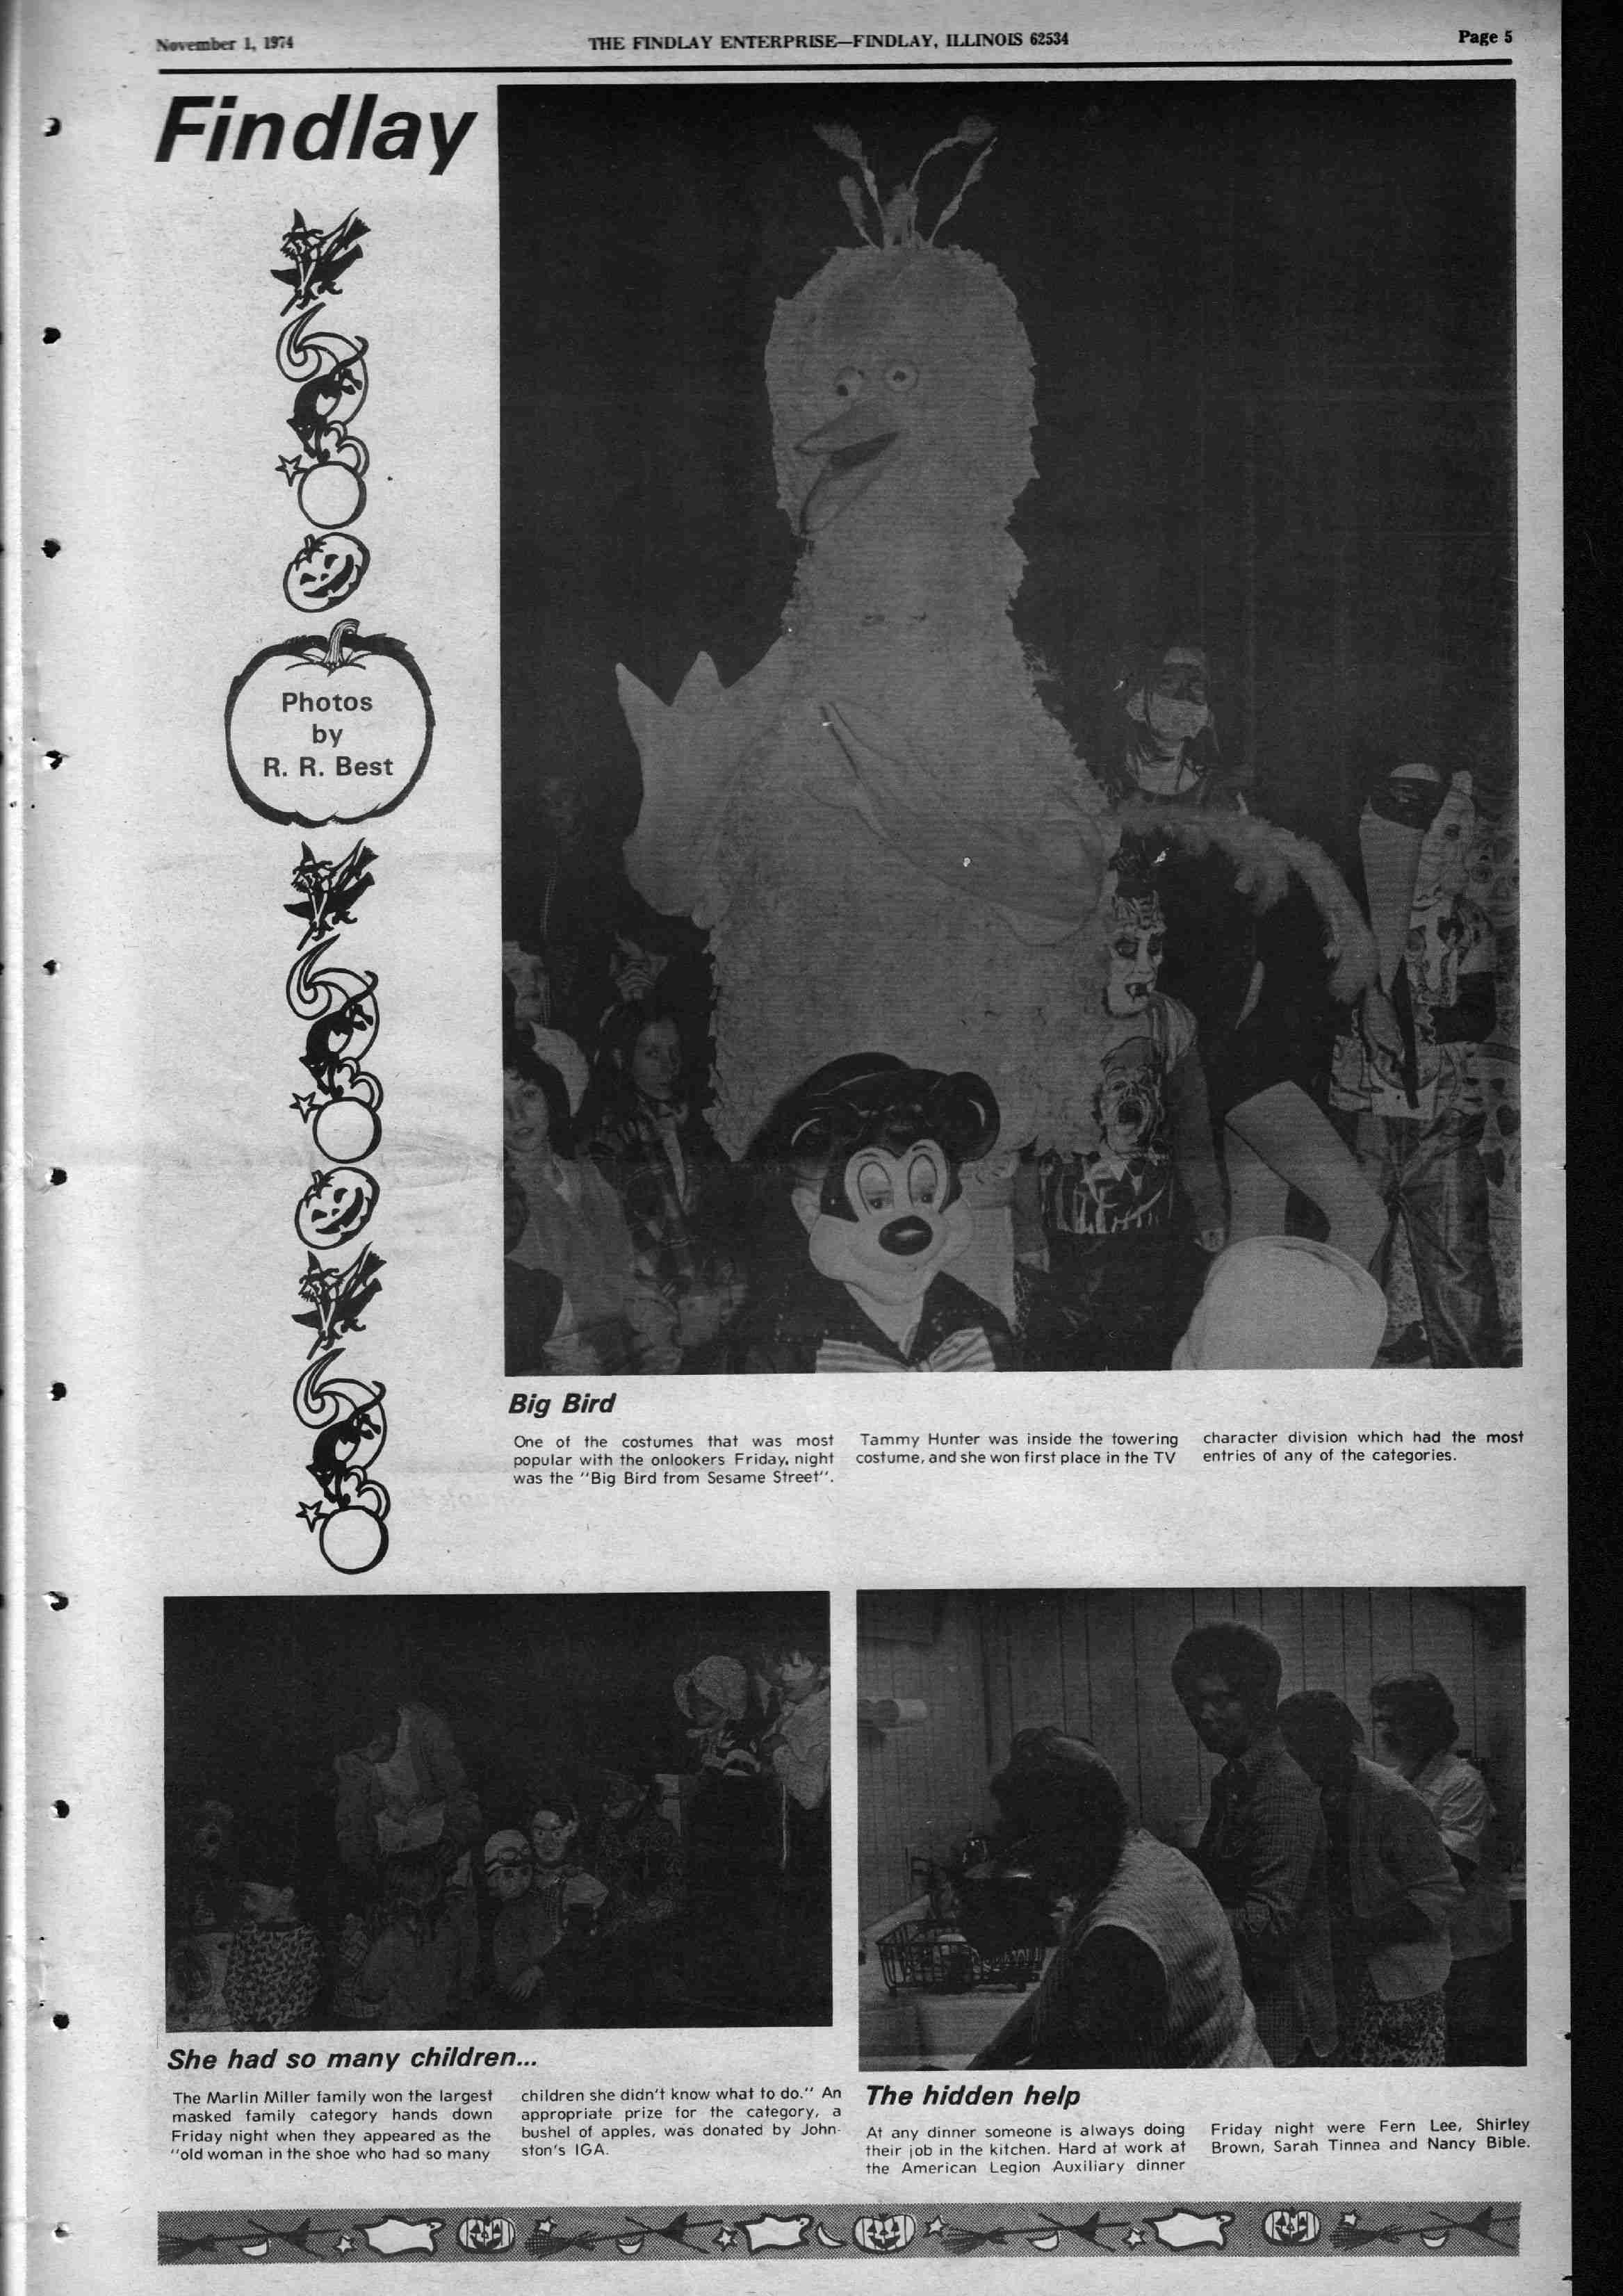 November 1, 1974
THE FINDLAY ENTERPRISE—FINDLAY, ILLINOIS 62534
Page 5
Findlay
Photos
by
R. R. Best
Big Bird
One of the costumes that was most
popular with the onlookers Friday, night
was the "Big Bird from Sesame Street".
Tammy Hunter was inside the towering
costume, and she won first place in the TV
character division which had the most
entries of any of the categories.
She had so many children...
The Marlin Miller family won the largest
masked family category hands down
Friday night when they appeared as the
"old woman in the shoe who had so many
children she didn't know what to do." An
appropriate prize for the category, a
bushel of apples, was donated by John-
ston's IGA.
The hidden help
At any dinner someone is always doing
their job in the kitchen. Hard at work at
the American Legion Auxiliary dinner
Friday night were Fern Lee, Shirley
Brown, Sarah Tinnea and Nancy Bible.